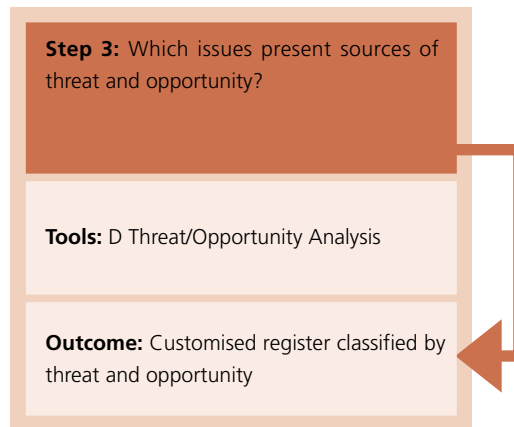 Step 3: Which issues present sources of
threat and opportunity?
Tools: D Threat/Opportunity Analysis
Outcome: Customised register classified by
threat and opportunity